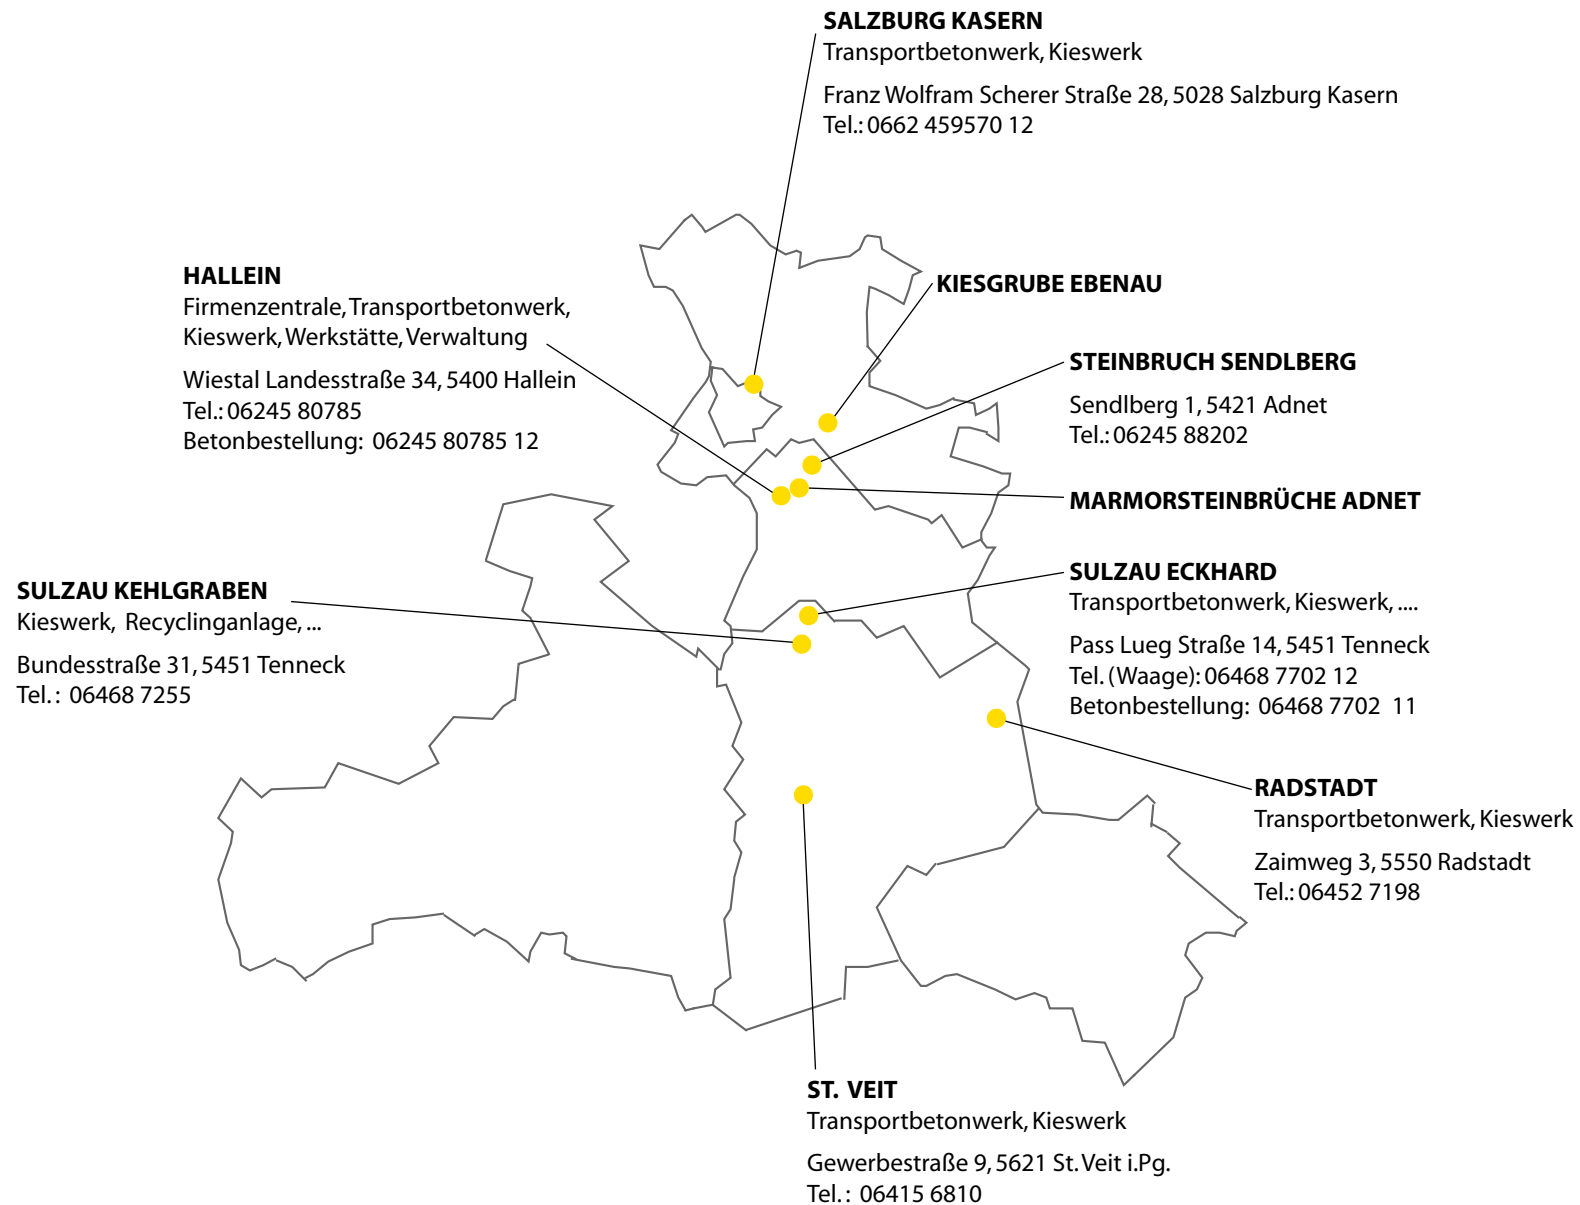 SALZBURG KASERN
Transportbetonwerk, Kieswerk
Franz Wolfram Scherer Straße 28, 5028 Salzburg Kasern
Tel.: 0662 459570 12
HALLEIN
Firmenzentrale, Transportbetonwerk,
Kieswerk, Werkstätte, Verwaltung
Wiestal Landesstraße 34, 5400 Hallein
Tel.: 06245 80785
Betonbestellung: 06245 80785 12
KIESGRUBE EBENAU
STEINBRUCH SENDLBERG
Sendlberg 1, 5421 Adnet
Tel.: 06245 88202
MARMORSTEINBRÜCHE ADNET
SULZAU KEHLGRABEN
Kieswerk, Recyclinganlage, ...
Bundesstraße 31, 5451 Tenneck
Tel.: 06468 7255
SULZAU ECKHARD
Transportbetonwerk, Kieswerk, ....
Pass Lueg Straße 14, 5451 Tenneck
Tel. (Waage): 06468 7702 12
Betonbestellung: 06468 7702 11
RADSTADT
Transportbetonwerk, Kieswerk
Zaimweg 3, 5550 Radstadt
Tel.: 06452 7198
ST. VEIT
Transportbetonwerk, Kieswerk
Gewerbestraße 9, 5621 St. Veit i.Pg.
Tel.: 06415 6810